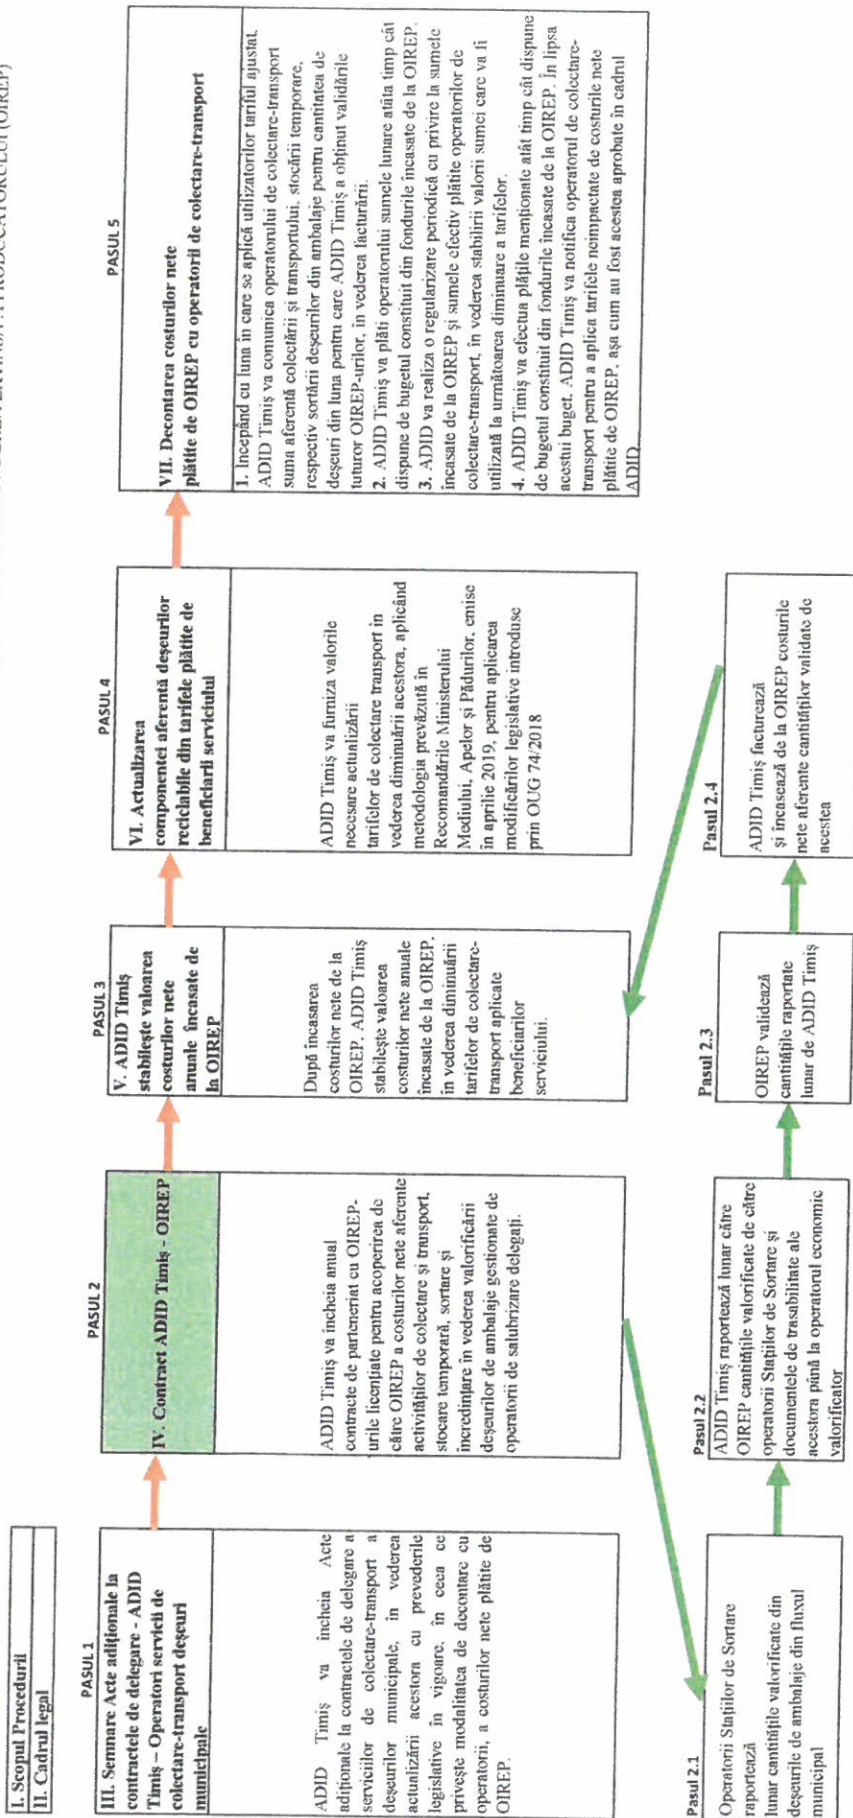 PRODUCĂTORULUI (OIREP)
I. Scopul Procedurii
II. Cadrul legal
PASUL 1
III. Semnare Acte adiționale la
contractele de delegare - ADID
Timiș – Operatori servicii de
colectare-transport deșeuri
municipale
ADID Timiș va încheia Acte
adiționale la contractele de delegare a
serviciilor de colectare-transport a
deșeurilor municipale, în vederea
actualizării acestora cu prevederile
legislative în vigoare, în ceea ce
privește modalitatea de decontare cu
operatorii, a costurilor nete plătite de
OIREP.
PASUL 2
IV. Contract ADID Timiș - OIREP
ADID Timiș va încheia anual
contracte de parteneriat cu OIREP-
urile licențiate pentru acoperirea de
către OIREP a costurilor nete aferente
activităților de colectare și transport,
stocare temporară, sortare și
încredințare în vederea valorificării
deșeurilor de ambalaje gestionate de
operatorii de salubrizare delegați.
PASUL 3
V. ADID Timiș
stabilește valoarea
costurilor nete
anuale încasate de
la OIREP
După încasarea
costurilor nete de la
OIREP, ADID Timiș
stabilește valoarea
costurilor nete anuale
încasate de la OIREP,
în vederea diminuării
tarifelor de colectare-
transport aplicate
beneficiarilor
serviciului.
PASUL 4
VI. Actualizarea
componentei aferentă deșeurilor
reciclabile din tarifele plătite de
beneficiarii serviciului
ADID Timiș va furniza valorile
necesare actualizării
tarifelor de colectare transport in
vederea diminuării acestora, aplicând
metodologia prevăzută în
Recomandările Ministerului
Mediului, Apelor și Pădurilor, emise
în aprilie 2019, pentru aplicarea
modificărilor legislative introduse
prin OUG 74/2018
PASUL 5
VII. Decontarea costurilor nete
plătite de OIREP cu operatorii de colectare-transport
1. Incepând cu luna în care se aplică utilizatorilor tariful ajustat,
ADID Timiș va comunica operatorului de colectare-transport
suma aferentă colectării și transportului, stocării temporare,
respectiv sortării deșeurilor din ambalaje pentru cantitatea de
deșeuri din luna pentru care ADID Timiș a obținut validările
tuturor OIREP-urilor, în vederea facturării.
2. ADID Timiș va plăti operatorului sumele lunare atâta timp cât
dispune de bugetul constituit din fondurile încasate de la OIREP.
3. ADID va realiza o regularizare periodică cu privire la sumele
încasate de la OIREP și sumele efectiv plătite operatorilor de
colectare-transport, în vederea stabilirii valorii sumei care va fi
utilizată la următoarea diminuare a tarifelor.
4. ADID Timiș va efectua plățile menționate atât timp cât dispune
de bugetul constituit din fondurile încasate de la OIREP. În lipsa
acestui buget, ADID Timiș va notifica operatorul de colectare-
transport pentru a aplica tarifele neimpactate de costurile nete
plătite de OIREP, așa cum au fost acestea aprobate în cadrul
ADID
Pasul 2.1
Operatorii Stațiilor de Sortare
raportează
lunar cantitățile valorificate din
deșeurile de ambalaje din fluxul
municipal
Pasul 2.2
ADID Timiș raportează lunar către
OIREP cantitățile valorificate de către
operatorii Stațiilor de Sortare și
documentele de trasabilitate ale
acestora până la operatorul economic
valorificator
Pasul 2.3
OIREP validează
cantitățile raportate
lunar de ADID Timiș
Pasul 2.4
ADID Timiș facturează
și încasează de la OIREP costurile
nete aferente cantităților validate de
acestea